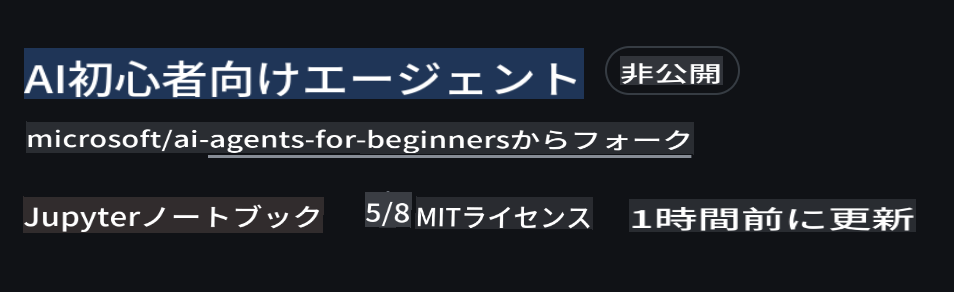 AI初心者向けエージェント 非公開
microsoft/ai-agents-for-beginnersからフォーク
Jupyterノートブック 5/8 MITライセンス 1時間前に更新